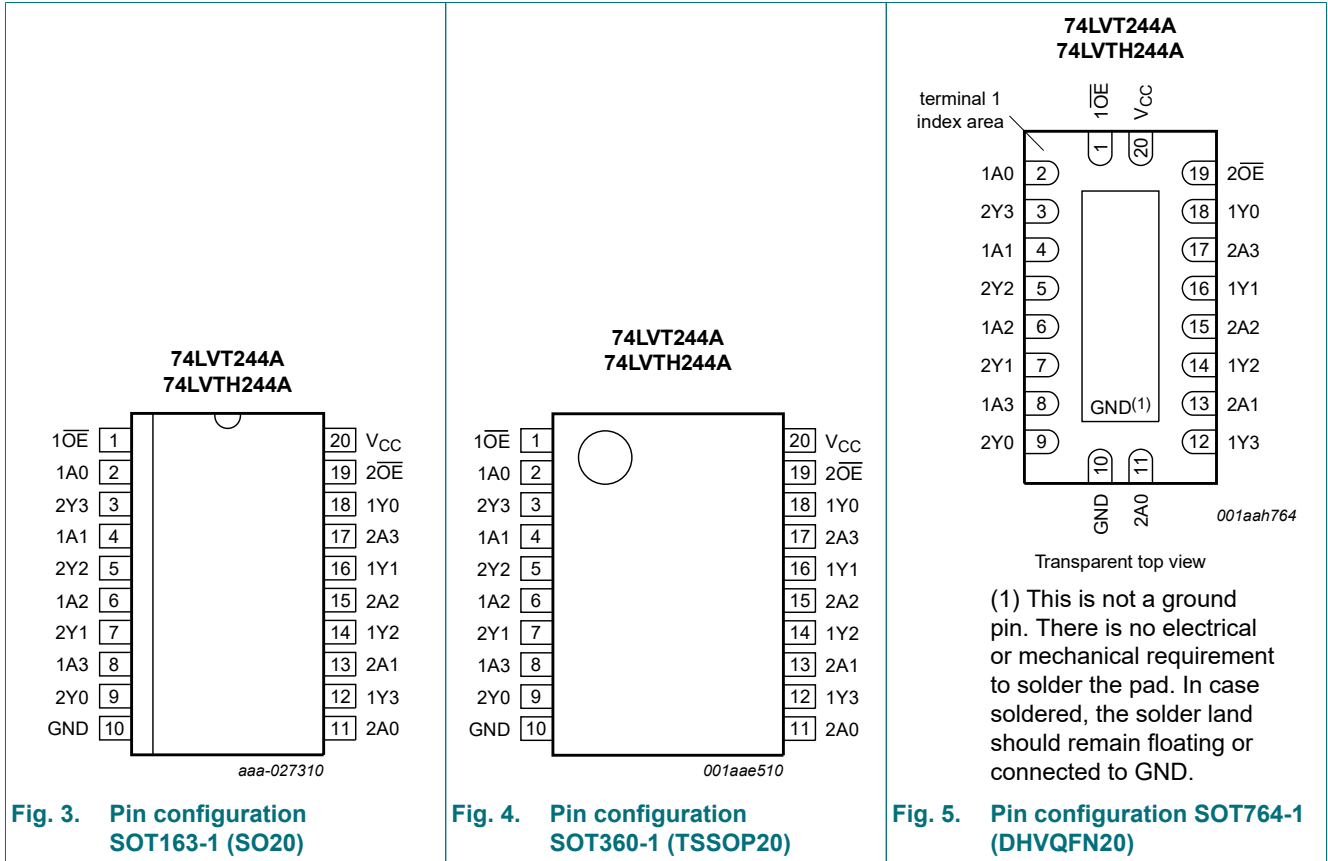 74LVT244A
74LVTH244A
1OE 1
1A0 2
2Y3 3
1A1 4
2Y2 5
1A2 6
2Y1 7
1A3 8
2Y0 9
GND 10
20 VCC
19 2OE
18 1Y0
17 2A3
16 1Y1
15 2A2
14 1Y2
13 2A1
12 1Y3
11 2A0
aaa-027310
Fig. 3. Pin configuration
SOT163-1 (SO20)
74LVT244A
74LVTH244A
1OE 1
1A0 2
2Y3 3
1A1 4
2Y2 5
1A2 6
2Y1 7
1A3 8
2Y0 9
GND 10
20 VCC
19 2OE
18 1Y0
17 2A3
16 1Y1
15 2A2
14 1Y2
13 2A1
12 1Y3
11 2A0
001aae510
Fig. 4. Pin configuration
SOT360-1 (TSSOP20)
74LVT244A
74LVTH244A
terminal 1
index area
1OE 1
VCC 20
1A0 2
2Y3 3
1A1 4
2Y2 5
1A2 6
2Y1 7
1A3 8
2Y0 9
GND(1)
19 2OE
18 1Y0
17 2A3
16 1Y1
15 2A2
14 1Y2
13 2A1
12 1Y3
GND 10
2A0 11
001aah764
Transparent top view
(1) This is not a ground
pin. There is no electrical
or mechanical requirement
to solder the pad. In case
soldered, the solder land
should remain floating or
connected to GND.
Fig. 5. Pin configuration SOT764-1
(DHVQFN20)